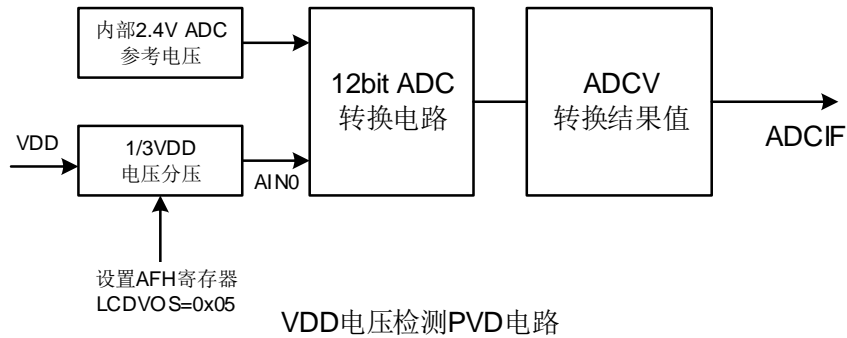 内部2.4V ADC
参考电压
12bit ADC
转换电路
ADCV
转换结果值
ADCIF
VDD
1/3VDD
电压分压
AIN0
设置AFH寄存器
LCDVOS=0x05
VDD电压检测PVD电路